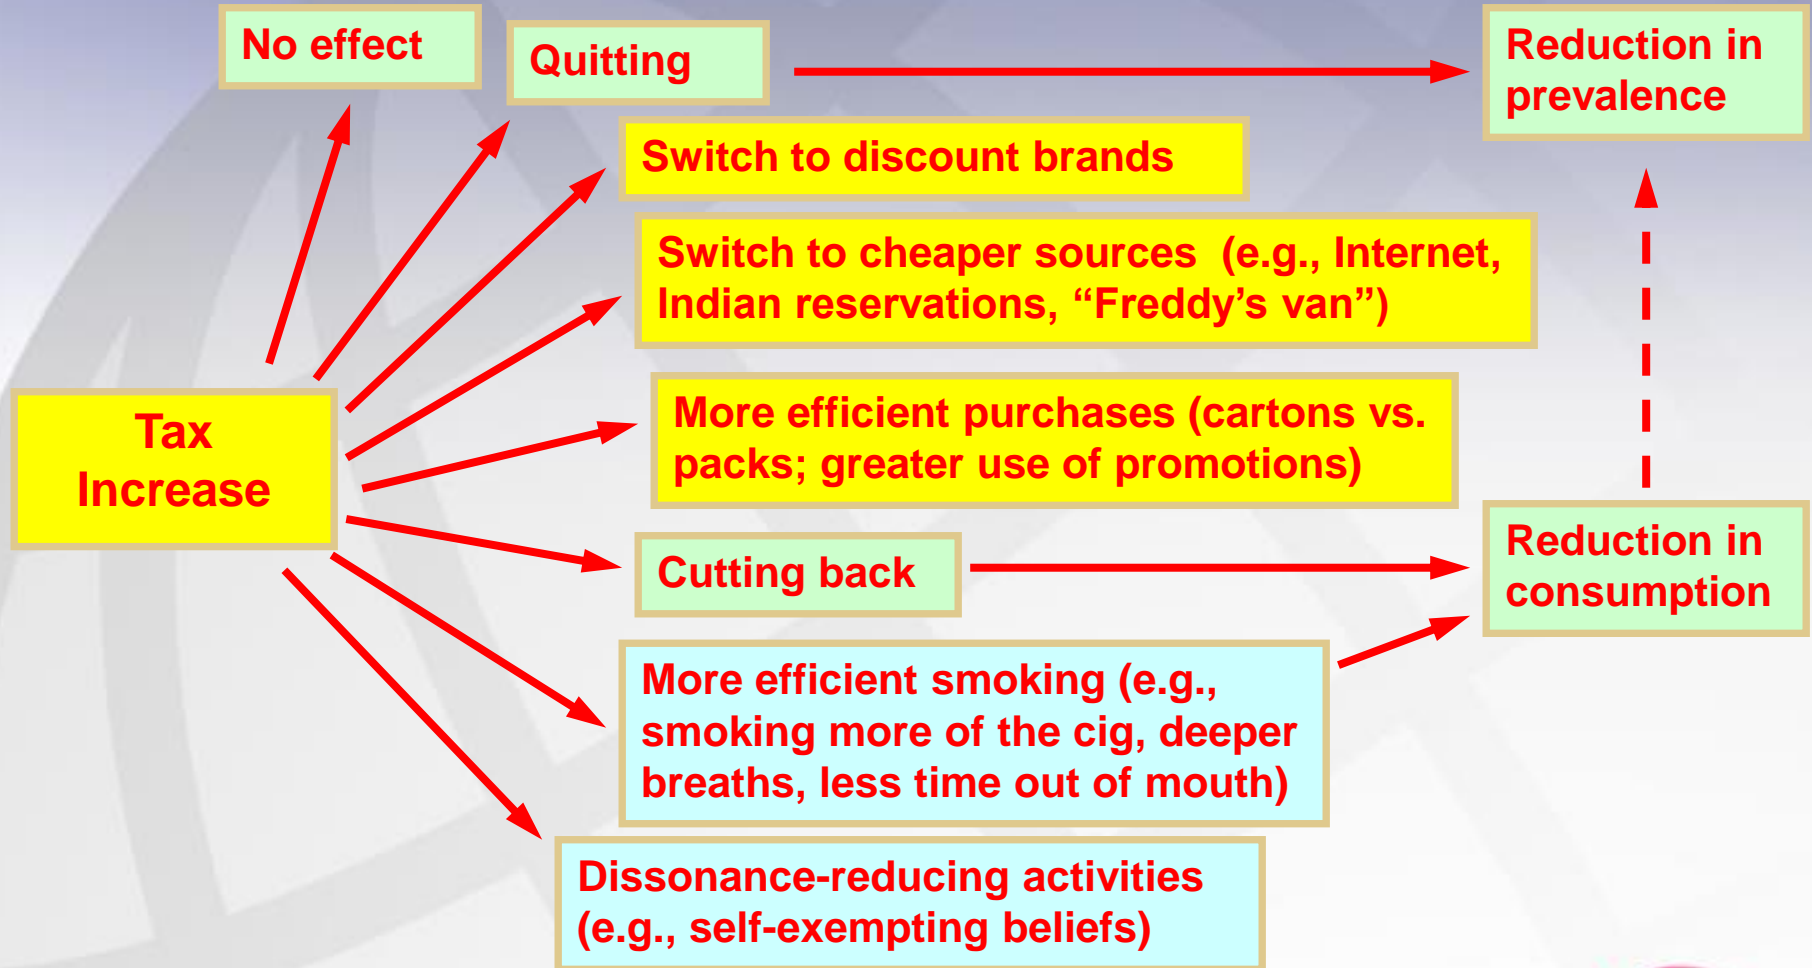 No effect
Quitting
Reduction in
prevalence
Switch to discount brands
Switch to cheaper sources (e.g., Internet,
Indian reservations, “Freddy’s van”)
Tax
Increase
More efficient purchases (cartons vs.
packs; greater use of promotions)
Cutting back
Reduction in
consumption
More efficient smoking (e.g.,
smoking more of the cig, deeper
breaths, less time out of mouth)
Dissonance-reducing activities
(e.g., self-exempting beliefs)